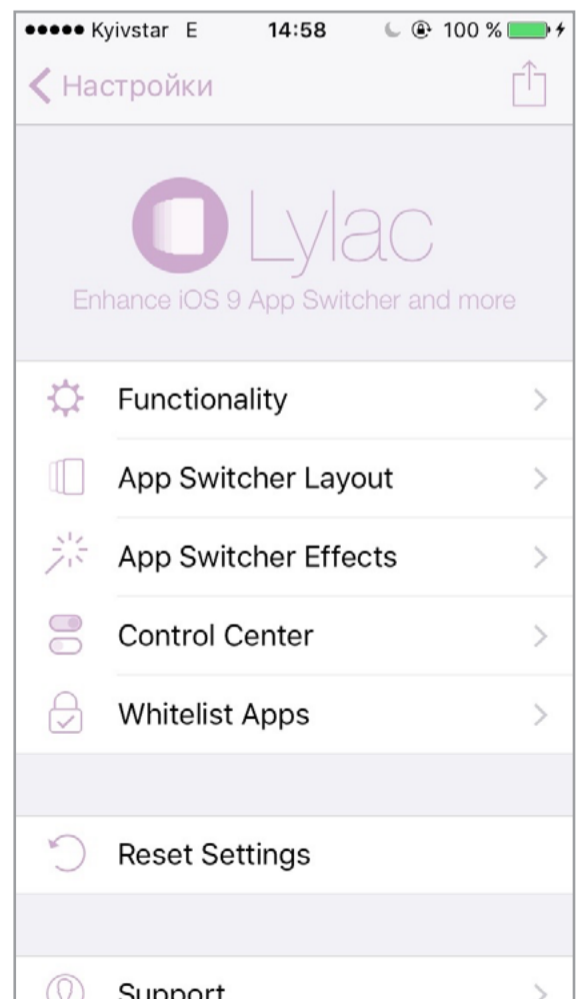 Kyivstar E 14:58 100 %
Настройки
Lylac
Enhance iOS 9 App Switcher and more
Functionality
App Switcher Layout
App Switcher Effects
Control Center
Whitelist Apps
Reset Settings
Support